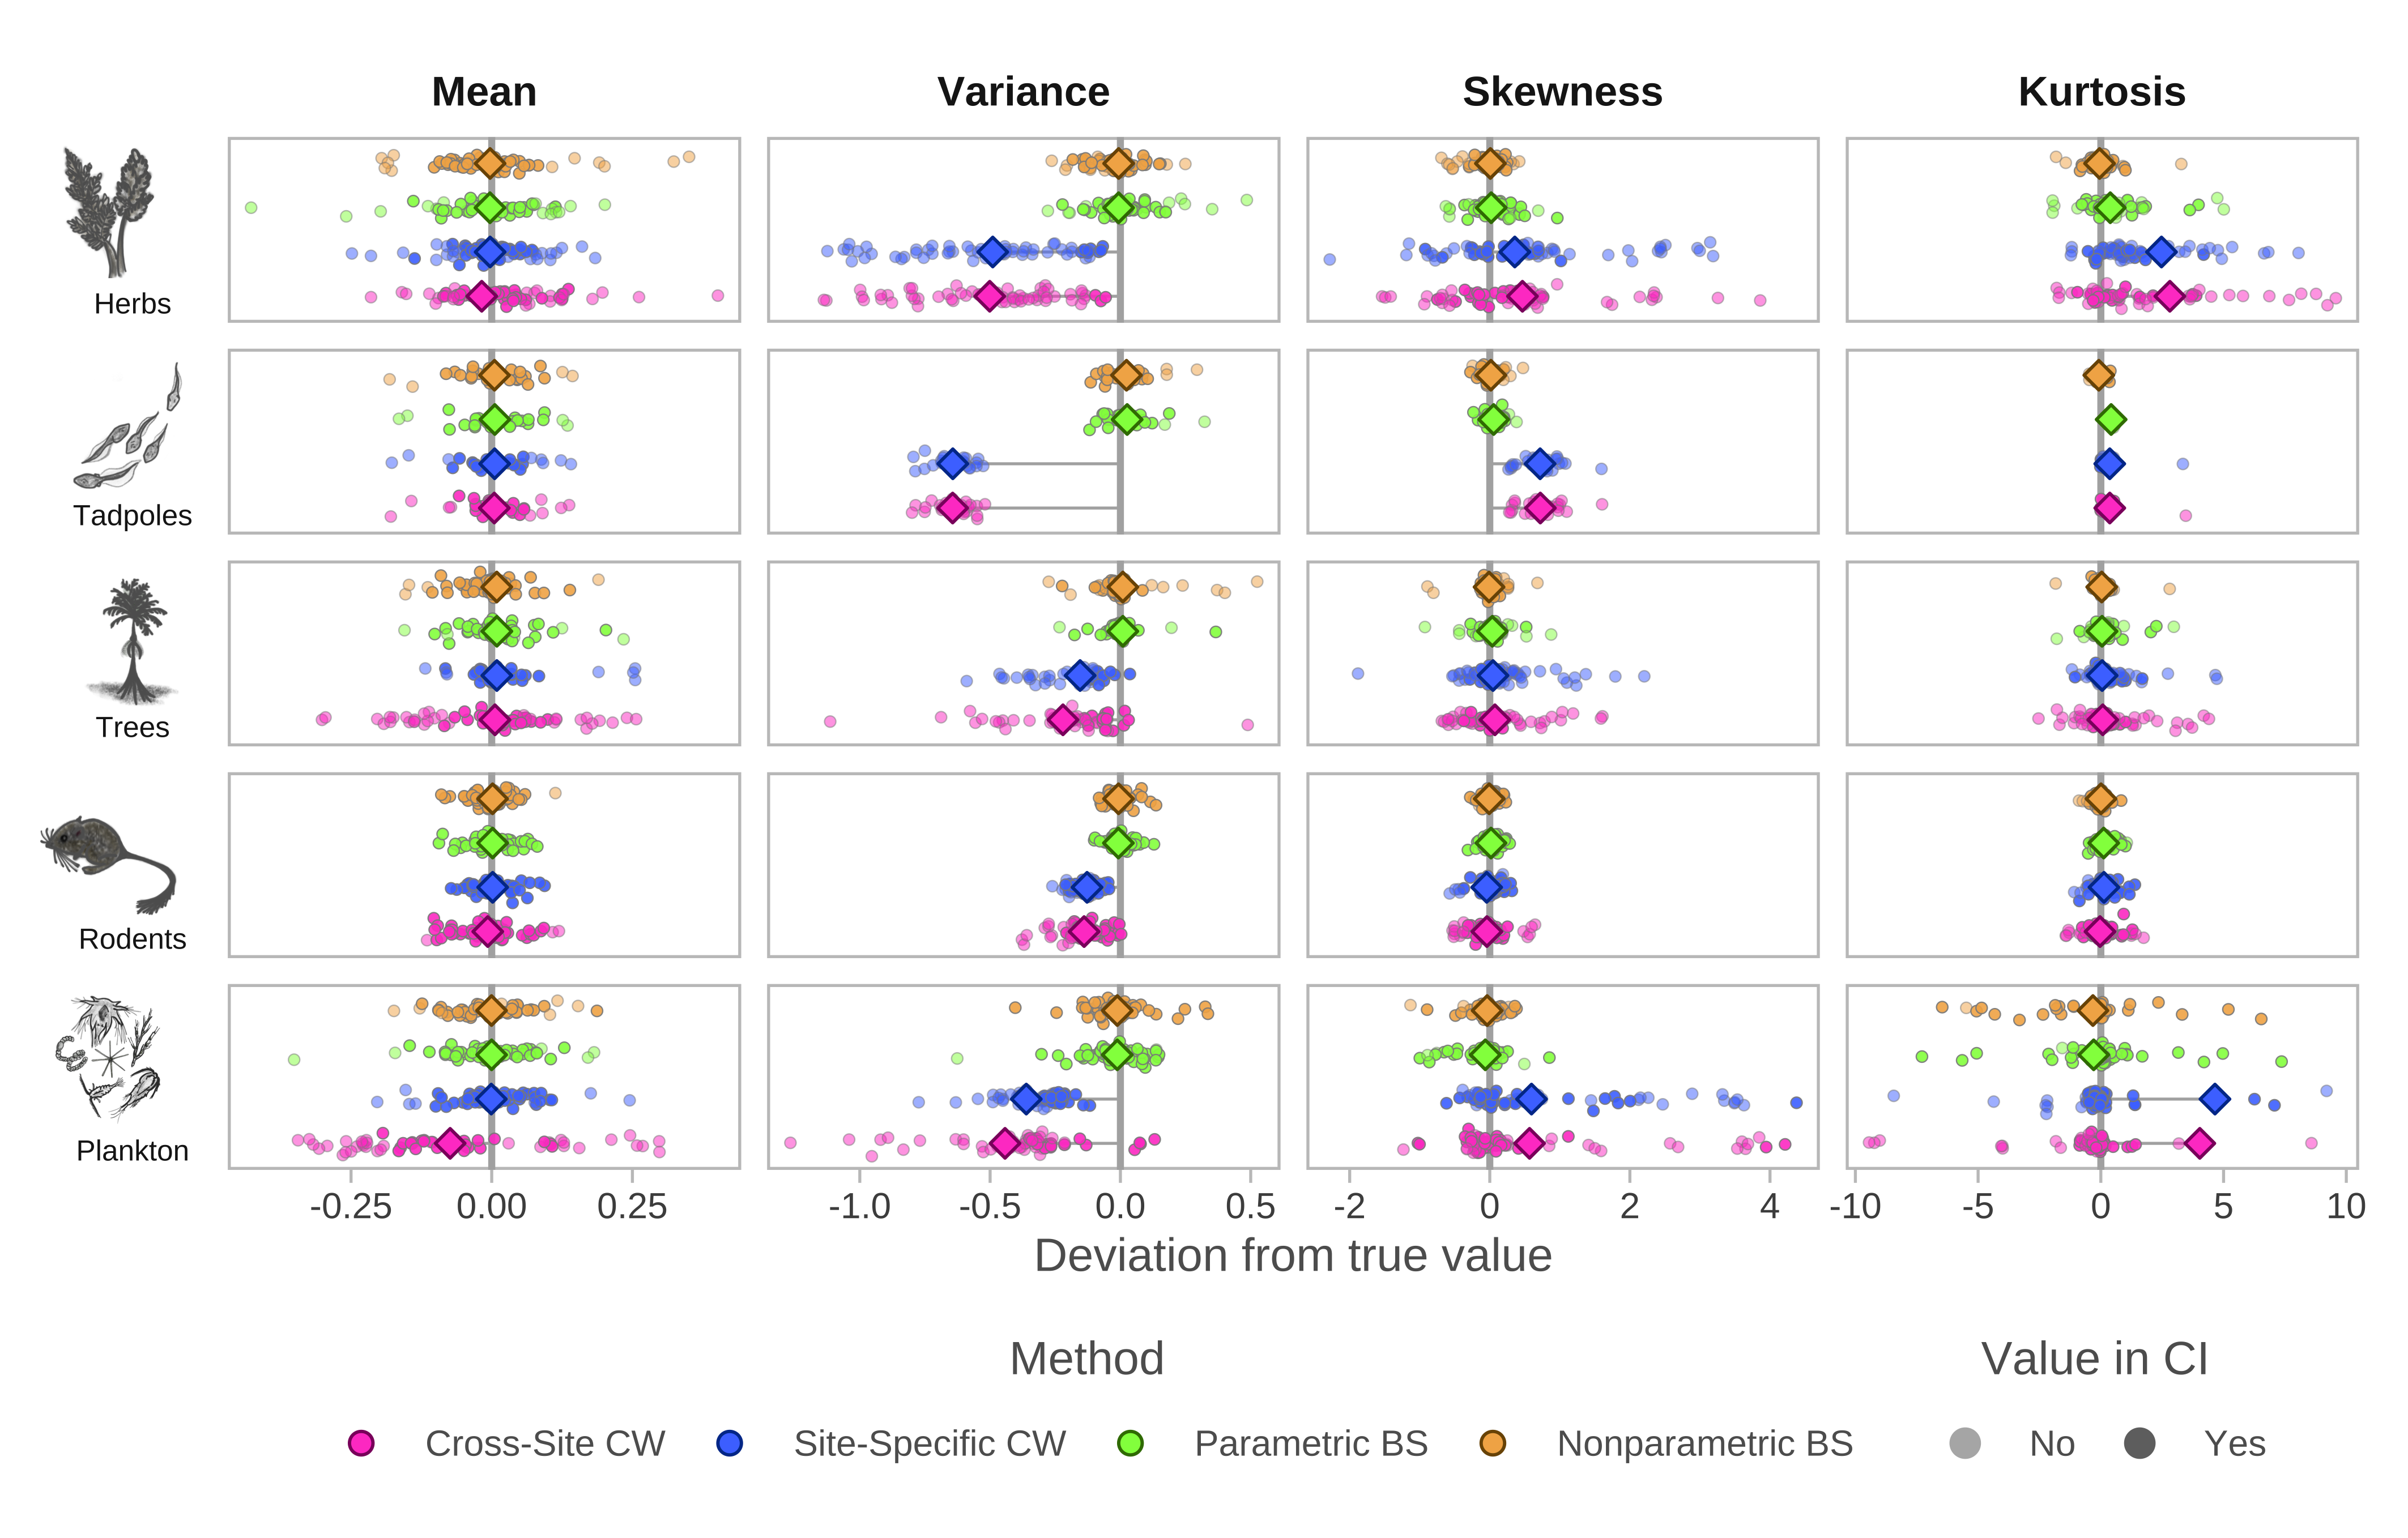 Mean Variance Skewness Kurtosis
Herbs
Tadpoles
Trees
Rodents
Plankton
-0.25 0.00 0.25 -1.0 -0.5 0.0 0.5 -2 0 2 4 -10 -5 0 5 10
Deviation from true value
Method Value in CI
Cross-Site CW Site-Specific CW Parametric BS Nonparametric BS No Yes